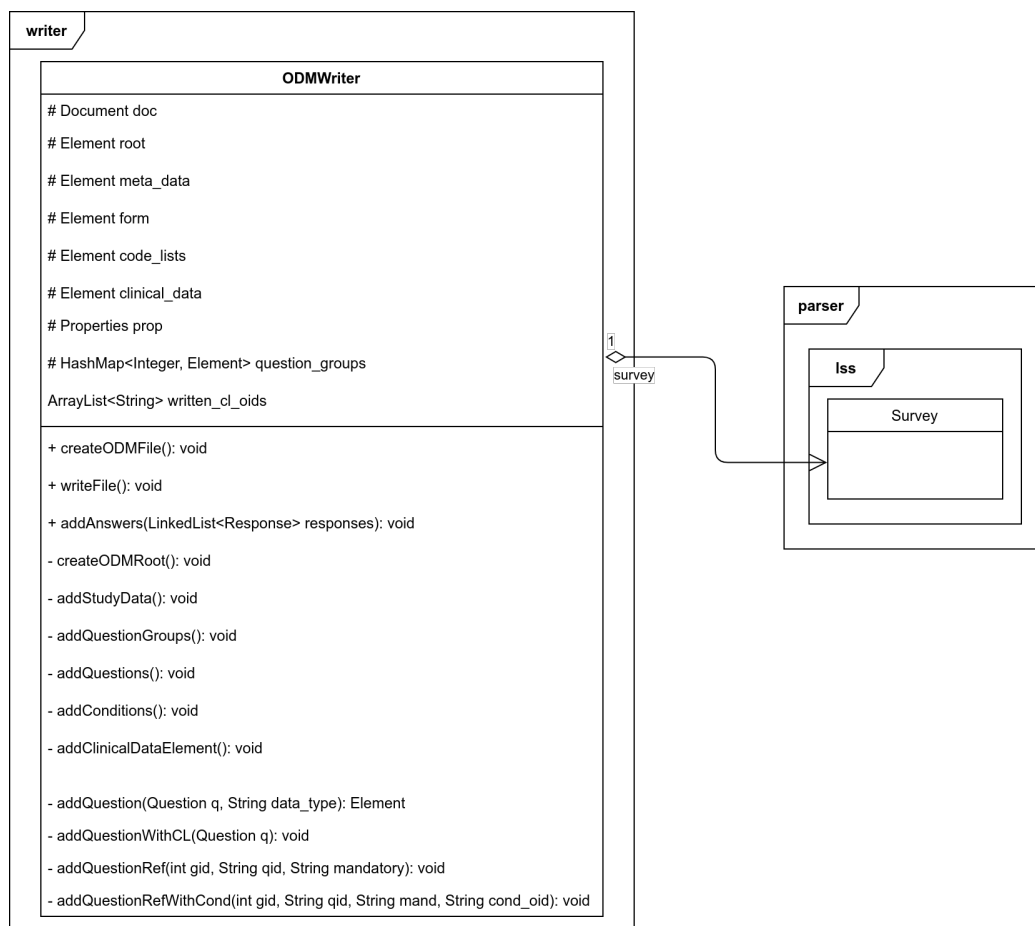 writer
ODMWriter
# Document doc
# Element root
# Element meta_data
# Element form
# Element code_lists
# Element clinical_data
# Properties prop
# HashMap<Integer, Element> question_groups
ArrayList<String> written_cl_oids
+ createODMFile(): void
+ writeFile(): void
+ addAnswers(LinkedList<Response> responses): void
- createODMRoot(): void
- addStudyData(): void
- addQuestionGroups(): void
- addQuestions(): void
- addConditions(): void
- addClinicalDataElement(): void
- addQuestion(Question q, String data_type): Element
- addQuestionWithCL(Question q): void
- addQuestionRef(int gid, String qid, String mandatory): void
- addQuestionRefWithCond(int gid, String qid, String mand, String cond_oid): void
1
survey
parser
lss
Survey